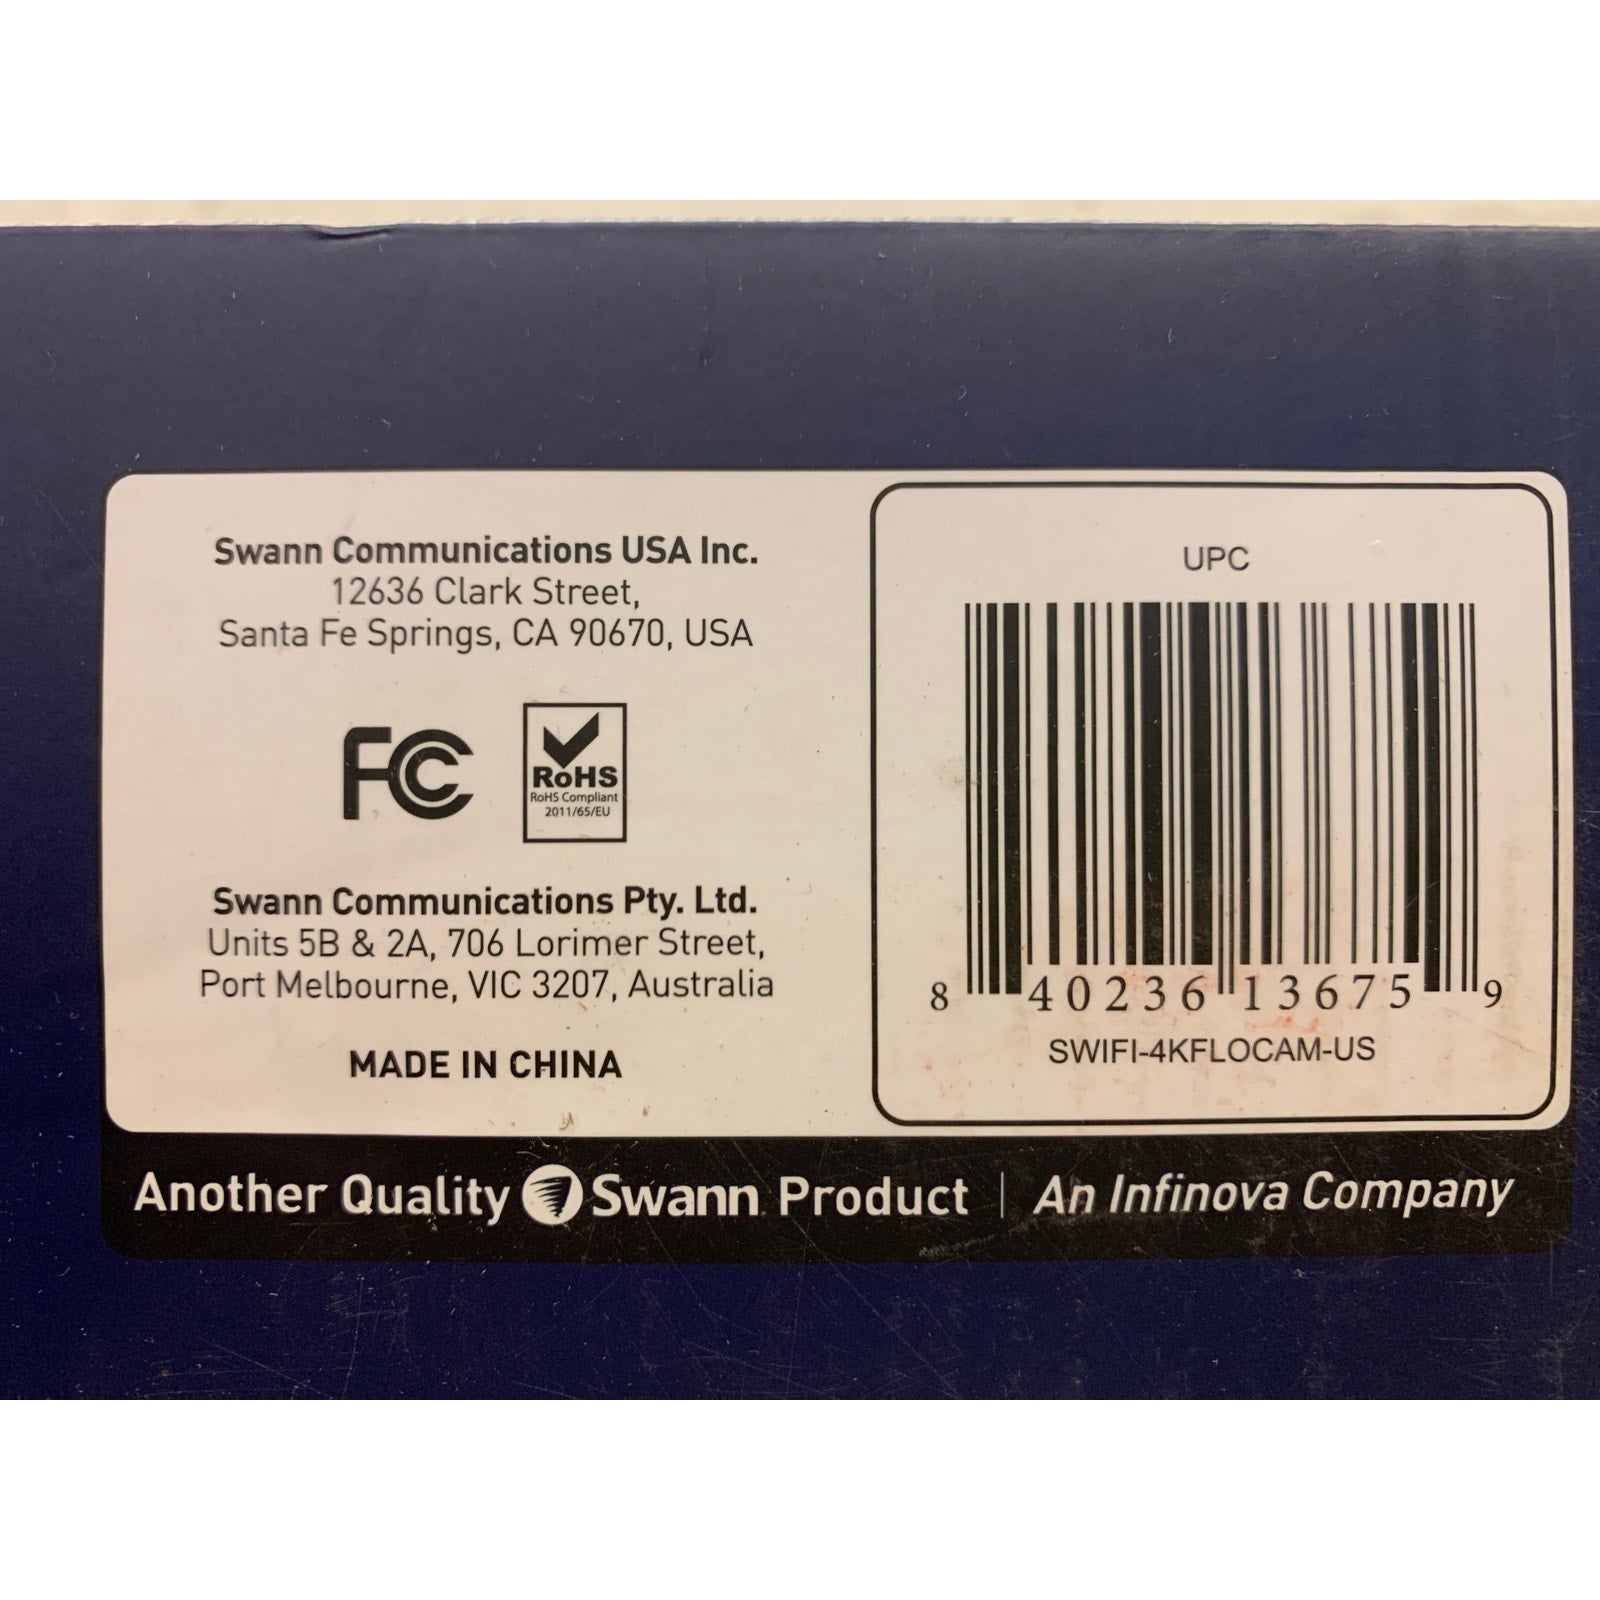 Swann Communications USA Inc.
12636 Clark Street,
Santa Fe Springs, CA 90670, USA
FC
RoHS
RoHS Compliant
2011/65/EU
Swann Communications Pty. Ltd.
Units 5B & 2A, 706 Lorimer Street,
Port Melbourne, VIC 3207, Australia
MADE IN CHINA
UPC
8 40236 13675 9
SWIFI-4KFLOCAM-US
Another Quality Swann Product | An Infinova Company